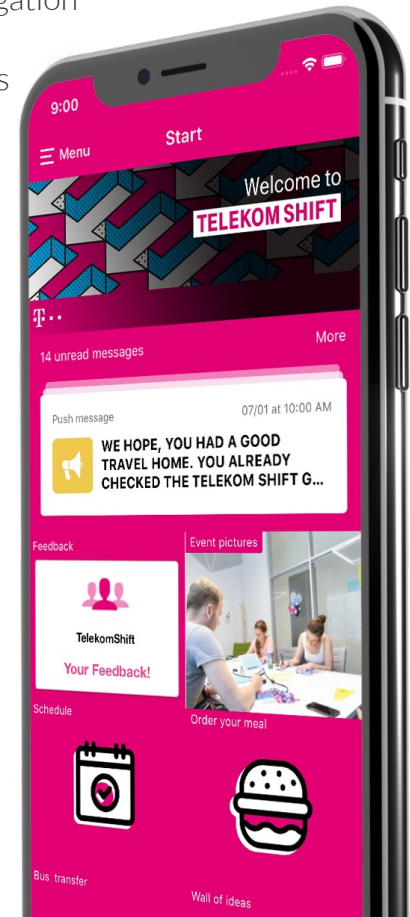 gation
s
9:00
Start
Menu
Welcome to
TELEKOM SHIFT
T
14 unread messages
More
Push message
07/01 at 10:00 AM
WE HOPE, YOU HAD A GOOD
TRAVEL HOME. YOU ALREADY
CHECKED THE TELEKOM SHIFT G...
Feedback
Event pictures
TelekomShift
Your Feedback!
Schedule
Order your meal
Bus transfer
Wall of ideas